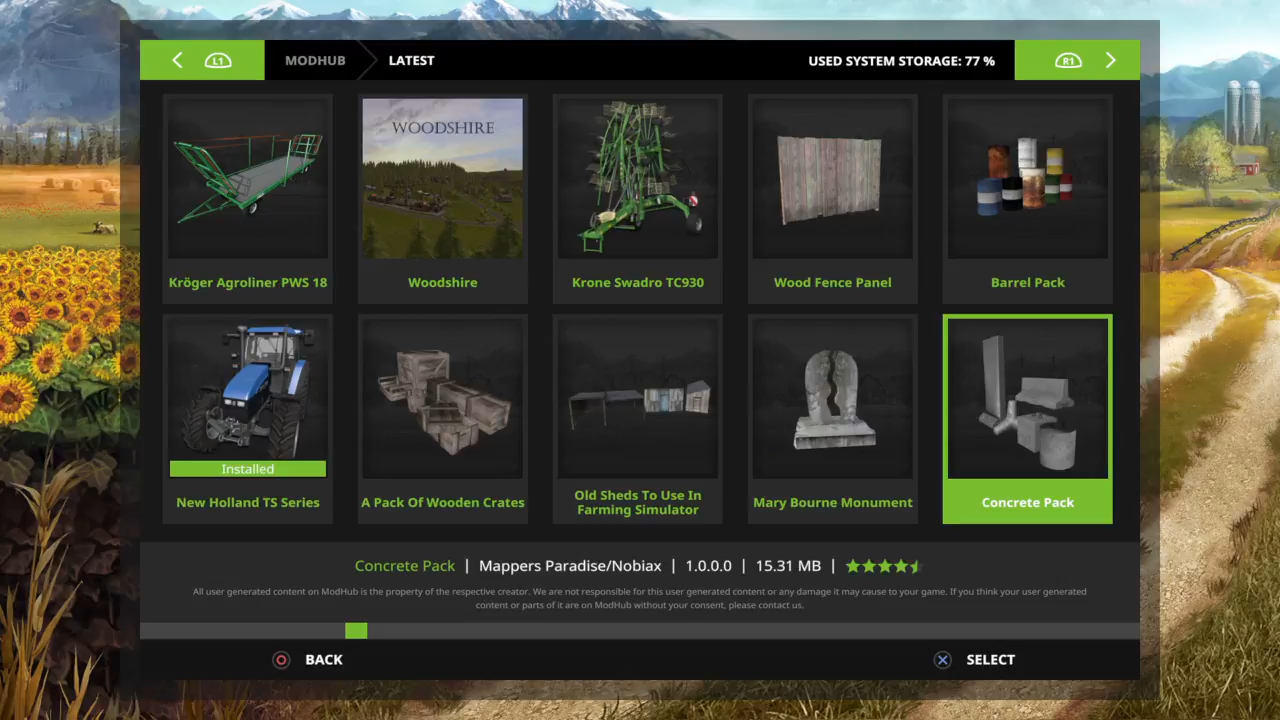 L1
MODHUB
LATEST
USED SYSTEM STORAGE: 77 %
R1
WOODSHIRE
Kröger Agroliner PWS 18
Woodshire
Krone Swadro TC930
Wood Fence Panel
Barrel Pack
Installed
New Holland TS Series
A Pack Of Wooden Crates
Old Sheds To Use In
Farming Simulator
Mary Bourne Monument
Concrete Pack
Concrete Pack | Mappers Paradise/Nobiax | 1.0.0.0 | 15.31 MB |
All user generated content on ModHub is the property of the respective creator. We are not responsible for this user generated content or any damage it may cause to your game. If you think your user generated
content or parts of it are on ModHub without your consent, please contact us.
BACK
SELECT